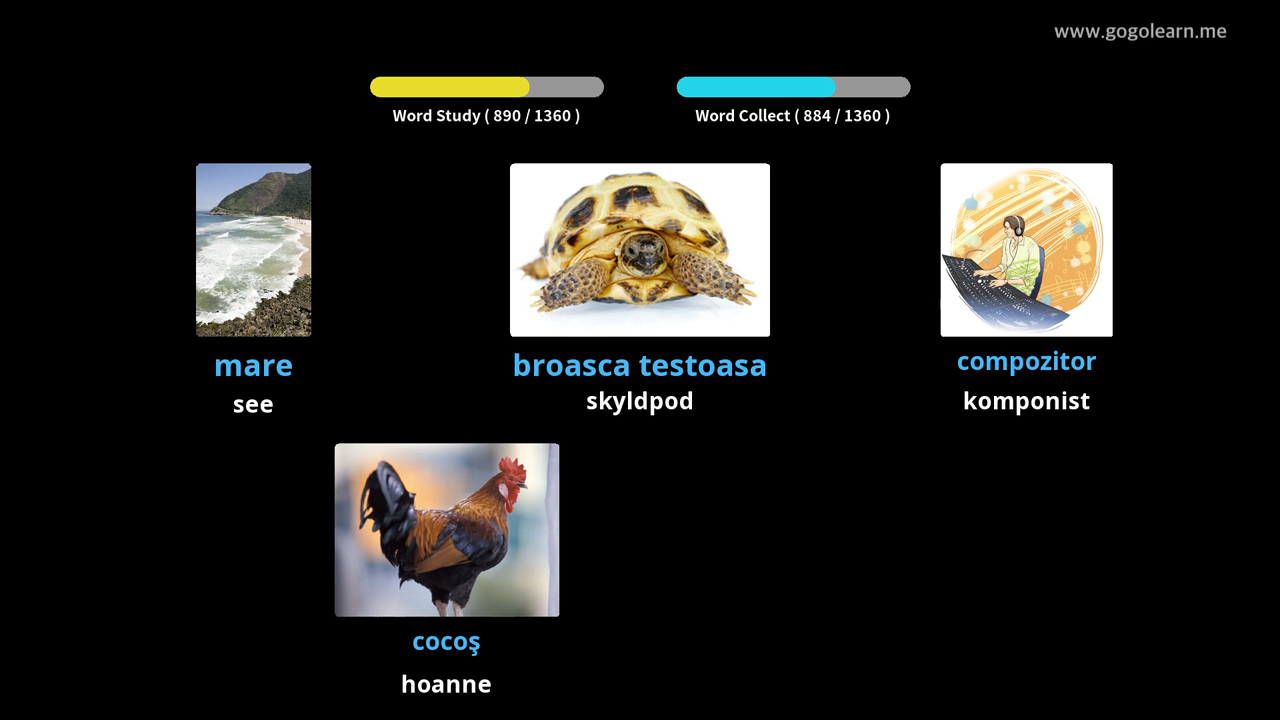 www.gogolearn.me
Word Study ( 890 / 1360 )
Word Collect ( 884 / 1360 )
mare
see
broasca testoasa
skyldpod
compozitor
komponist
cocoş
hoanne